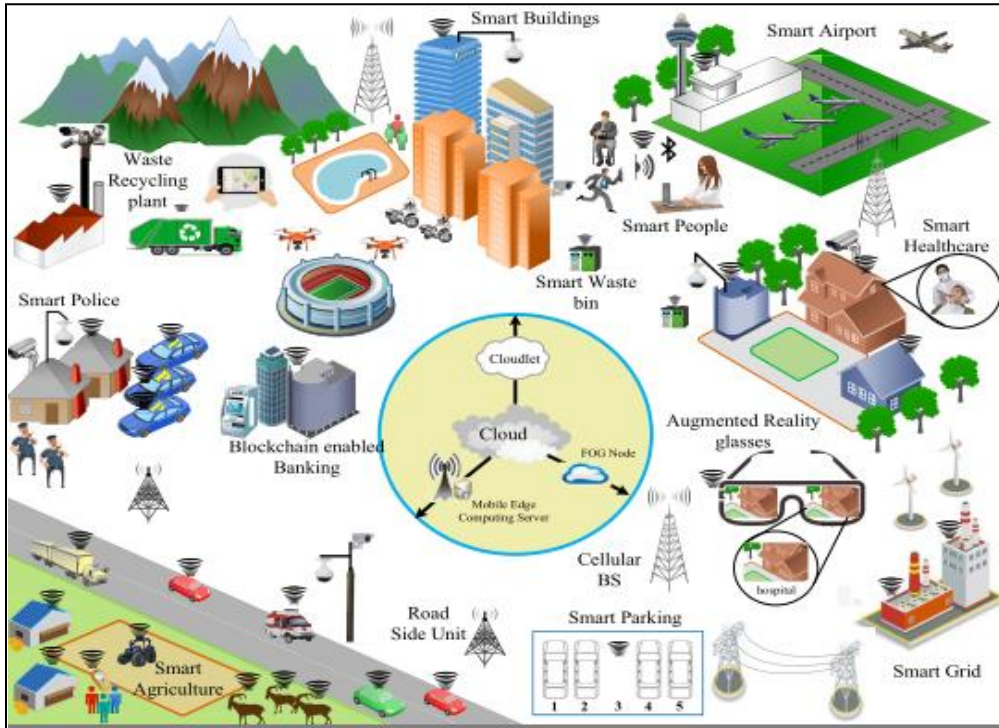 Smart Buildings
Smart Airport
Waste
Recycling
plant
Smart People
Smart
Healthcare
Smart Waste
bin
Smart Police
Cloudlet
Cloud
FOG Node
Mobile Edge
Computing Server
Blockchain enabled
Banking
Augmented Reality
glasses
hospital
Cellular
BS
Road
Side Unit
Smart Parking
1 2 3 4 5
Smart Grid
Smart
Agriculture